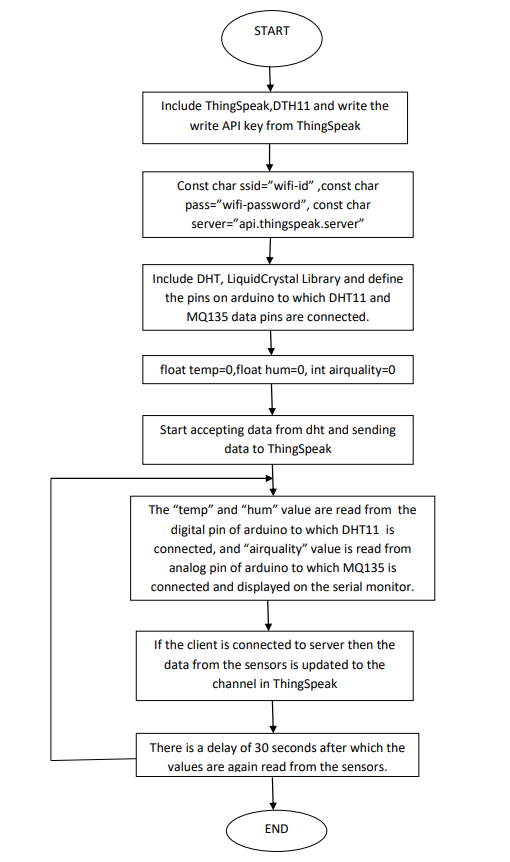 START
Include ThingSpeak,DTH11 and write the
write API key from ThingSpeak
Const char ssid=”wifi-id” ,const char
pass=”wifi-password”, const char
server=”api.thingspeak.server”
Include DHT, LiquidCrystal Library and define
the pins on arduino to which DHT11 and
MQ135 data pins are connected.
float temp=0,float hum=0, int airquality=0
Start accepting data from dht and sending
data to ThingSpeak
The “temp” and “hum” value are read from the
digital pin of arduino to which DHT11 is
connected, and “airquality” value is read from
analog pin of arduino to which MQ135 is
connected and displayed on the serial monitor.
If the client is connected to server then the
data from the sensors is updated to the
channel in ThingSpeak
There is a delay of 30 seconds after which the
values are again read from the sensors.
END